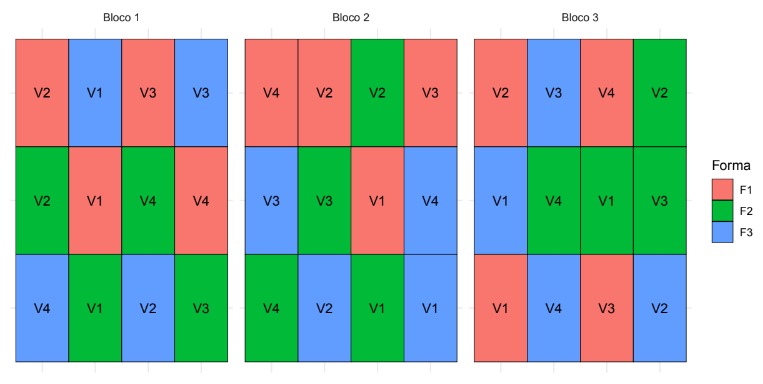 Bloco 1
Bloco 2
Bloco 3
V2 V1 V3 V3
V4 V2 V2 V3
V2 V3 V4 V2
V2 V1 V4 V4
V3 V3 V1 V4
V1 V4 V1 V3
V4 V1 V2 V3
V4 V2 V1 V1
V1 V4 V3 V2
Forma
F1
F2
F3